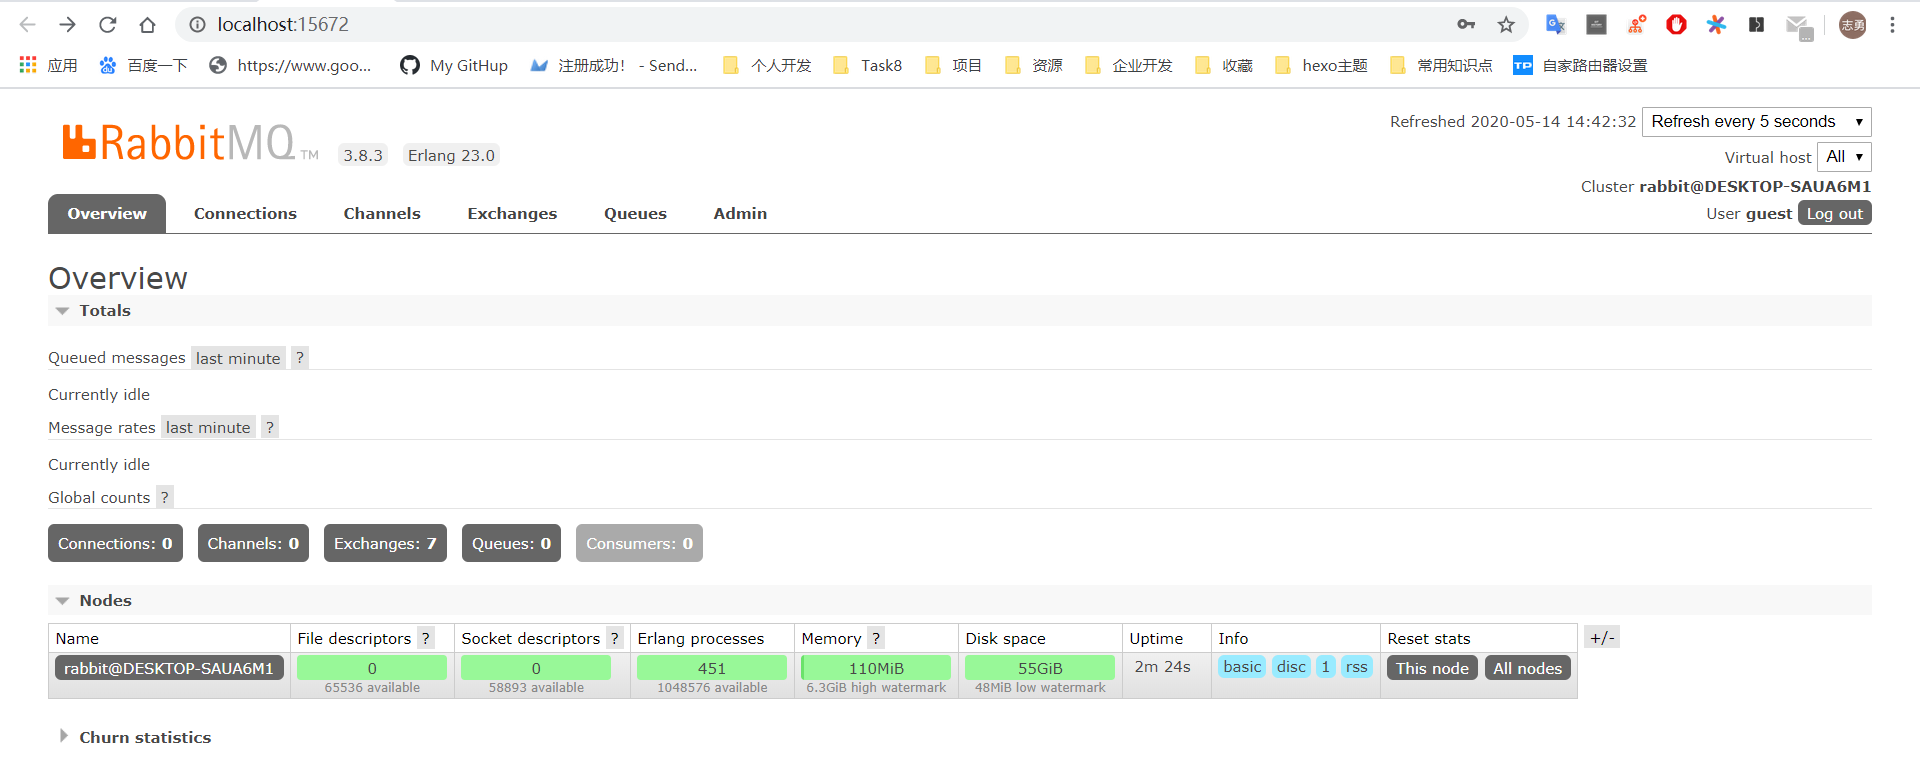 localhost:15672
志勇
应用 百度一下 https://www.goo... My GitHup 注册成功! - Send... 个人开发 Task8 项目 资源 企业开发 收藏 hexo主题 常用知识点 TP 自家路由器设置
RabbitMQ TM 3.8.3 Erlang 23.0
Refreshed 2020-05-14 14:42:32 Refresh every 5 seconds
Virtual host All
Cluster rabbit@DESKTOP-SAUA6M1
User guest Log out
Overview Connections Channels Exchanges Queues Admin
Overview
Totals
Queued messages last minute ?
Currently idle
Message rates last minute ?
Currently idle
Global counts ?
Connections: 0 Channels: 0 Exchanges: 7 Queues: 0 Consumers: 0
Nodes
Name File descriptors ? Socket descriptors ? Erlang processes Memory ? Disk space Uptime Info Reset stats +/-
rabbit@DESKTOP-SAUA6M1 0 0 451 110MiB 55GiB 2m 24s basic disc 1 rss This node All nodes
65536 available 58893 available 1048576 available 6.3GiB high watermark 48MiB low watermark
Churn statistics